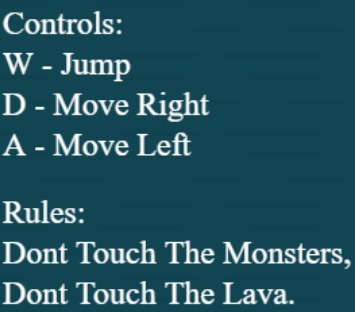 Controls:
W - Jump
D - Move Right
A - Move Left
Rules:
Dont Touch The Monsters,
Dont Touch The Lava.